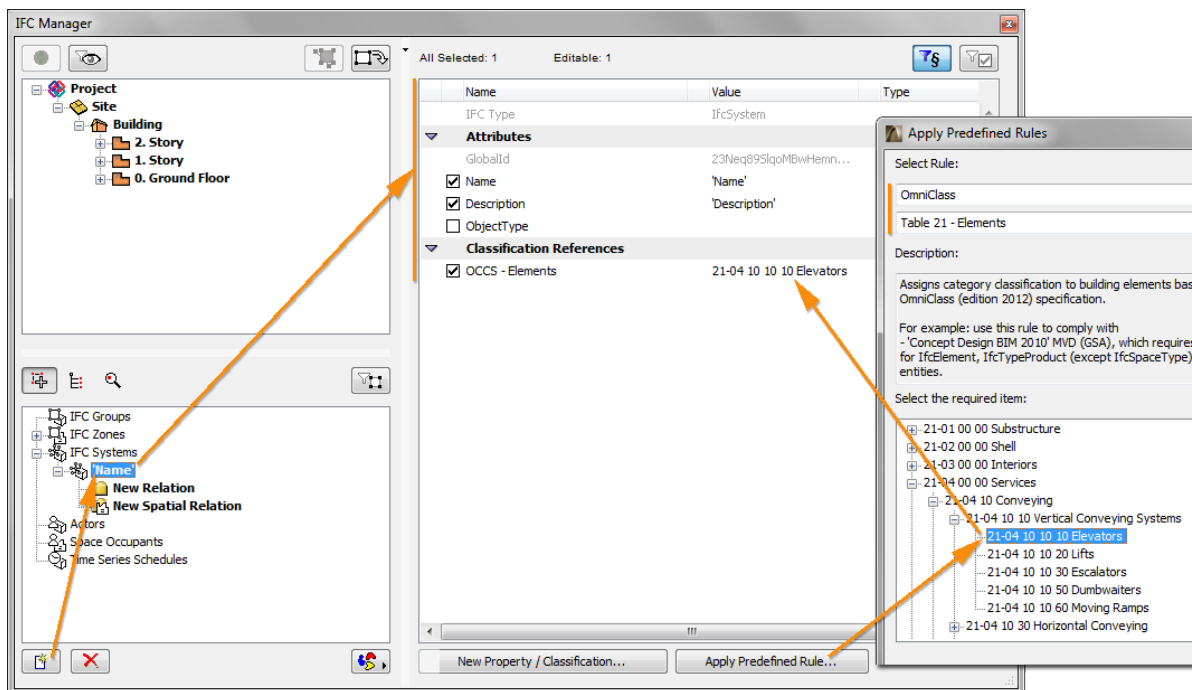 IFC Manager
All Selected: 1 Editable: 1
Project
Site
Building
2. Story
1. Story
0. Ground Floor
Name Value Type
IFC Type IfcSystem
Attributes
GlobalId 23Neq89SlqoMBwHemn...
Name 'Name'
Description 'Description'
ObjectType
Classification References
OCCS - Elements 21-04 10 10 10 Elevators
IFC Groups
IFC Zones
IFC Systems
'Name'
New Relation
New Spatial Relation
Actors
Space Occupants
Time Series Schedules
New Property / Classification...
Apply Predefined Rule...
Apply Predefined Rules
Select Rule:
OmniClass
Table 21 - Elements
Description:
Assigns category classification to building elements bas
OmniClass (edition 2012) specification.
For example: use this rule to comply with
- 'Concept Design BIM 2010' MVD (GSA), which requires
for IfcElement, IfcTypeProduct (except IfcSpaceType)
entities.
Select the required item:
21-01 00 00 Substructure
21-02 00 00 Shell
21-03 00 00 Interiors
21-04 00 00 Services
21-04 10 Conveying
21-04 10 10 Vertical Conveying Systems
21-04 10 10 10 Elevators
21-04 10 10 20 Lifts
21-04 10 10 30 Escalators
21-04 10 10 50 Dumbwaiters
21-04 10 10 60 Moving Ramps
21-04 10 30 Horizontal Conveying